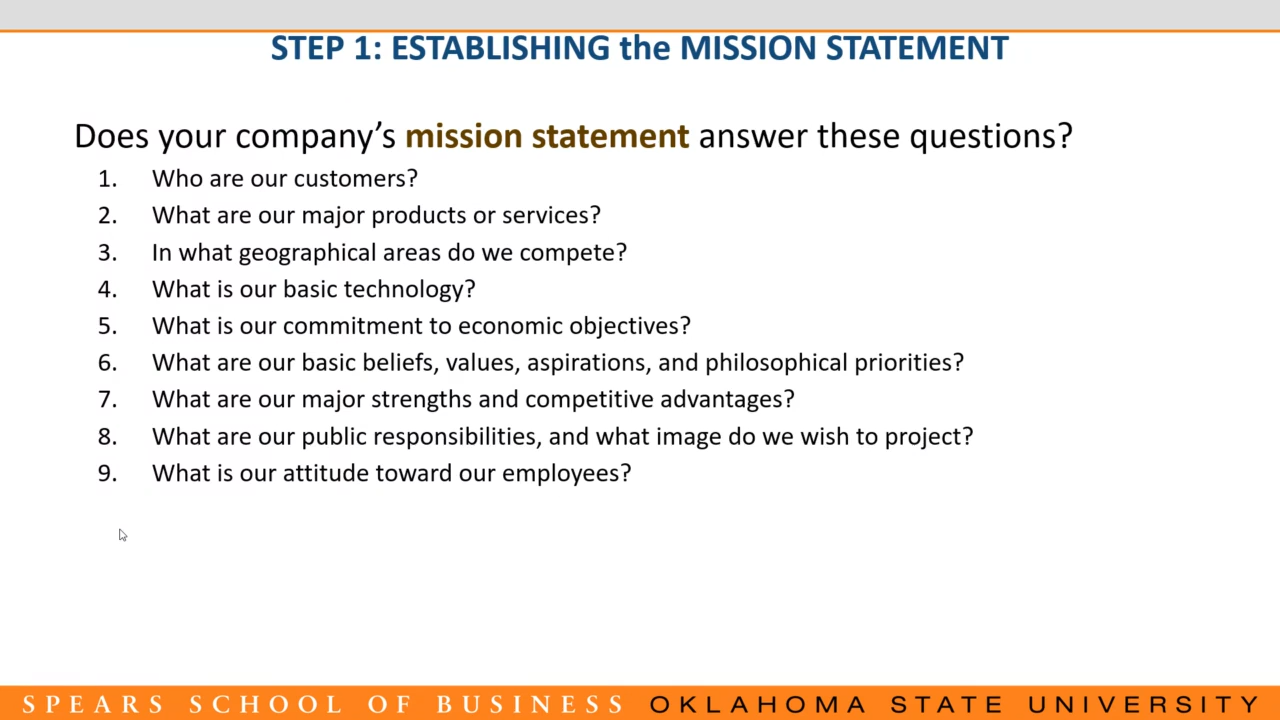 STEP 1: ESTABLISHING the MISSION STATEMENT
Does your company’s mission statement answer these questions?
1. Who are our customers?
2. What are our major products or services?
3. In what geographical areas do we compete?
4. What is our basic technology?
5. What is our commitment to economic objectives?
6. What are our basic beliefs, values, aspirations, and philosophical priorities?
7. What are our major strengths and competitive advantages?
8. What are our public responsibilities, and what image do we wish to project?
9. What is our attitude toward our employees?
SPEARS SCHOOL OF BUSINESS OKLAHOMA STATE UNIVERSITY